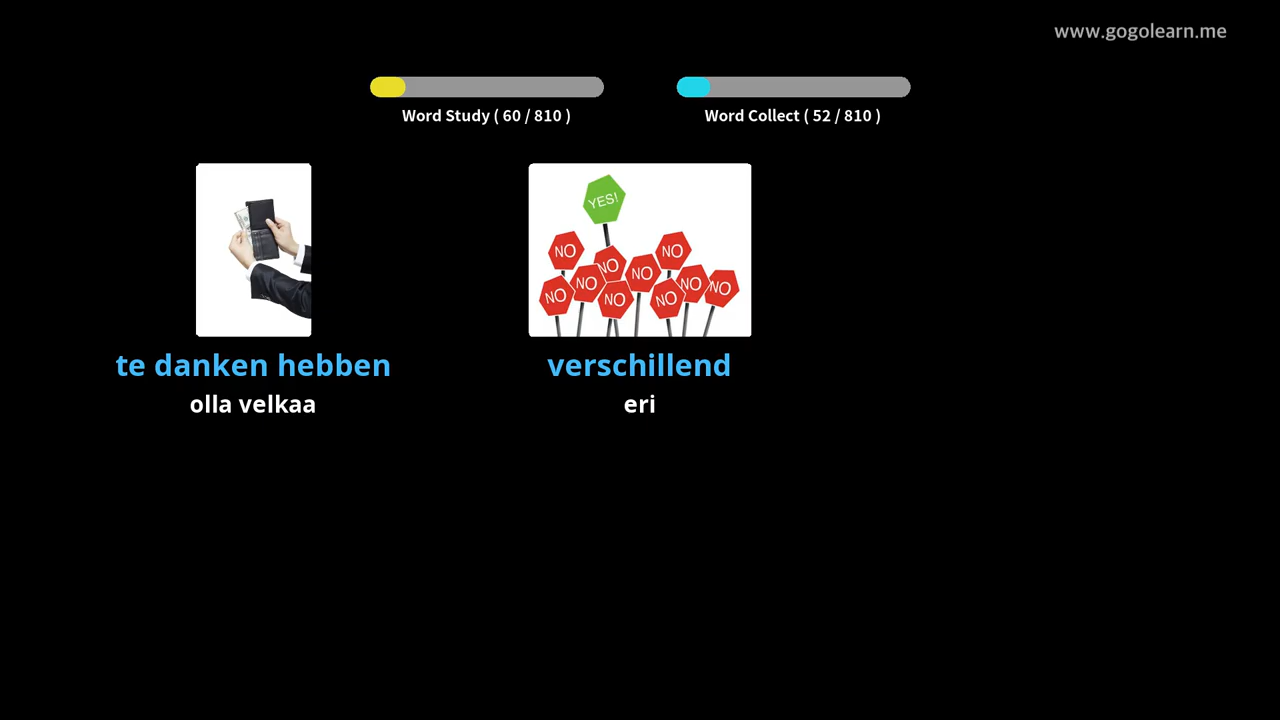 www.gogolearn.me
Word Study ( 60 / 810 )
Word Collect ( 52 / 810 )
YES!
NO
NO
NO
NO
NO
NO
NO
NO
NO
NO
te danken hebben
verschillend
olla velkaa
eri